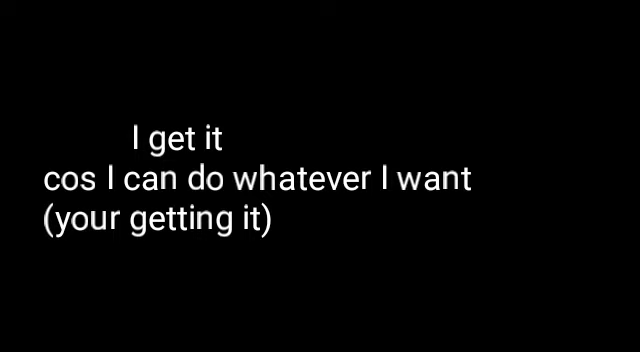 I get it
cos I can do whatever I want
(your getting it)